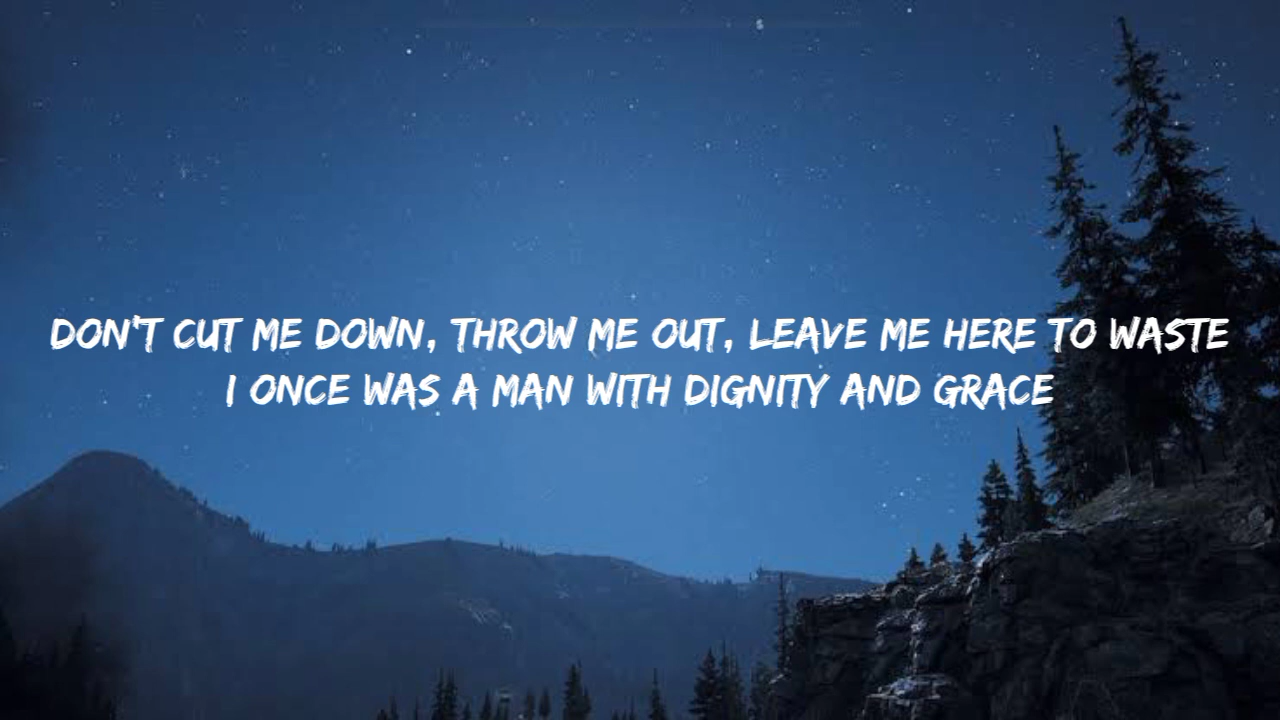 DON'T CUT ME DOWN, THROW ME OUT, LEAVE ME HERE TO WASTE
I ONCE WAS A MAN WITH DIGNITY AND GRACE